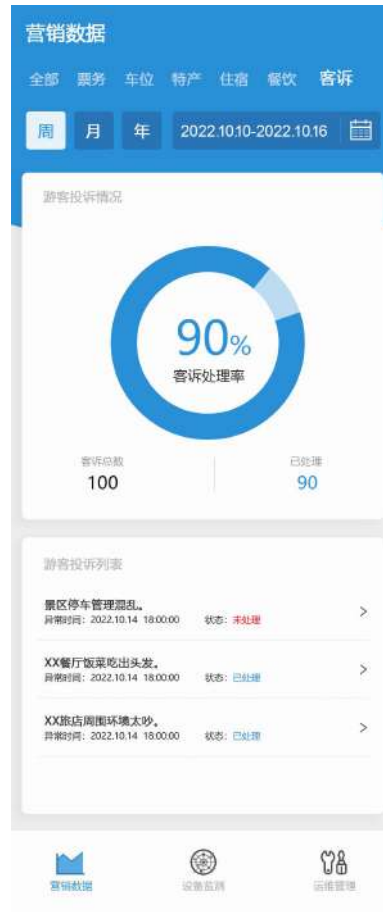 营销数据
全部 票务 车位 特产 住宿 餐饮 客诉
周 月 年 2022.10.10-2022.10.16
游客投诉情况
90%
客诉处理率
客诉总数 已处理
100 90
游客投诉列表
景区停车管理混乱。
异常时间：2022.10.14 18:00:00 状态：未处理
XX餐厅饭菜吃出头发。
异常时间：2022.10.14 18:00:00 状态：已处理
XX旅店周围环境太吵。
异常时间：2022.10.14 18:00:00 状态：已处理
营销数据 设备监测 运维管理